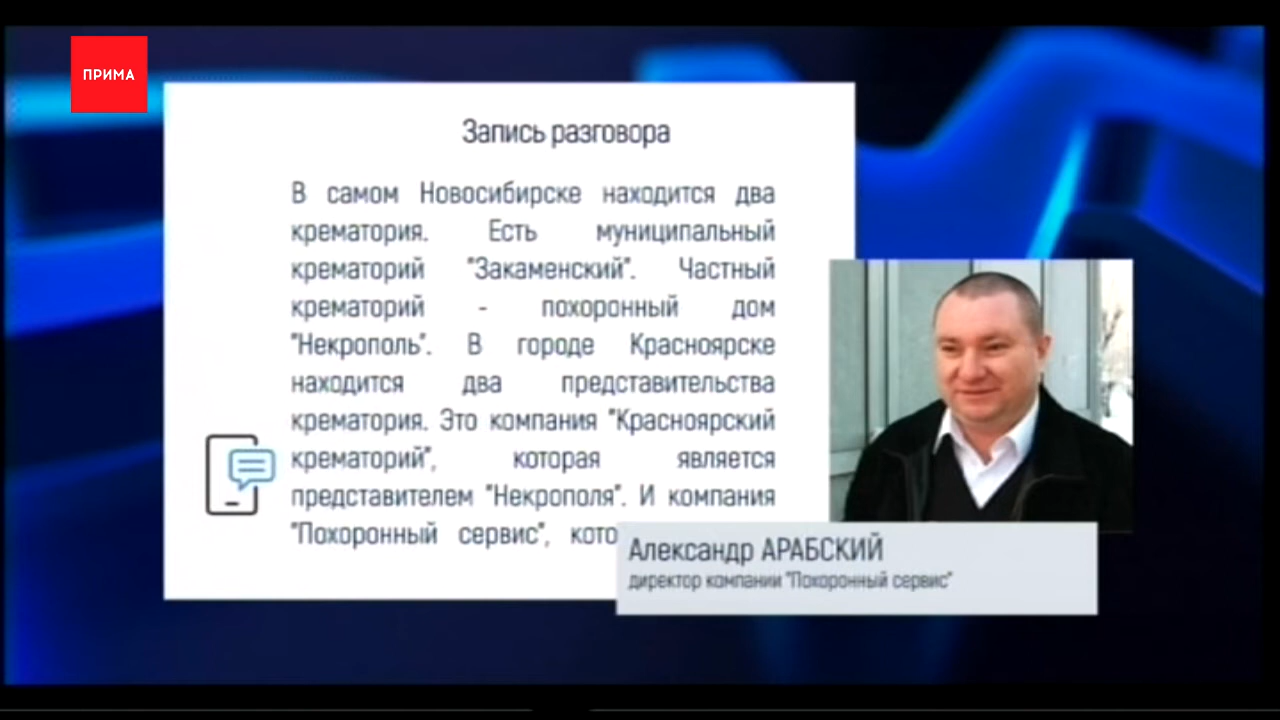 ПРИМА
Запись разговора
В самом Новосибирске находится два
крематория. Есть муниципальный
крематорий "Закаменский". Частный
крематорий - похоронный дом
"Некрополь". В городе Красноярске
находится два представительства
крематория. Это компания "Красноярский
крематорий", которая является
представителем "Некрополя". И компания
"Похоронный сервис", кото
Александр АРАБСКИЙ
директор компании "Похоронный сервис"